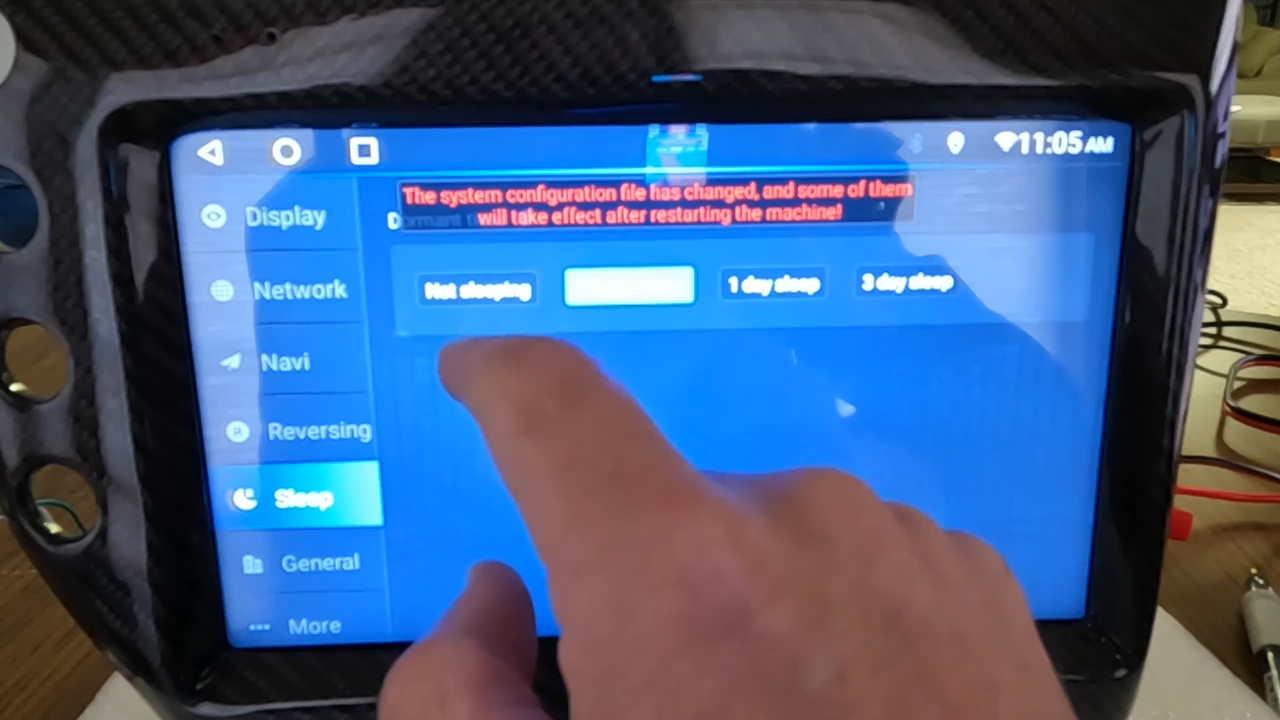 11:05 AM
The system configuration file has changed, and some of them
will take effect after restarting the machine!
Dormant
Not sleeping
1 day sleep
3 day sleep
Display
Network
Navi
Reversing
Sleep
General
More